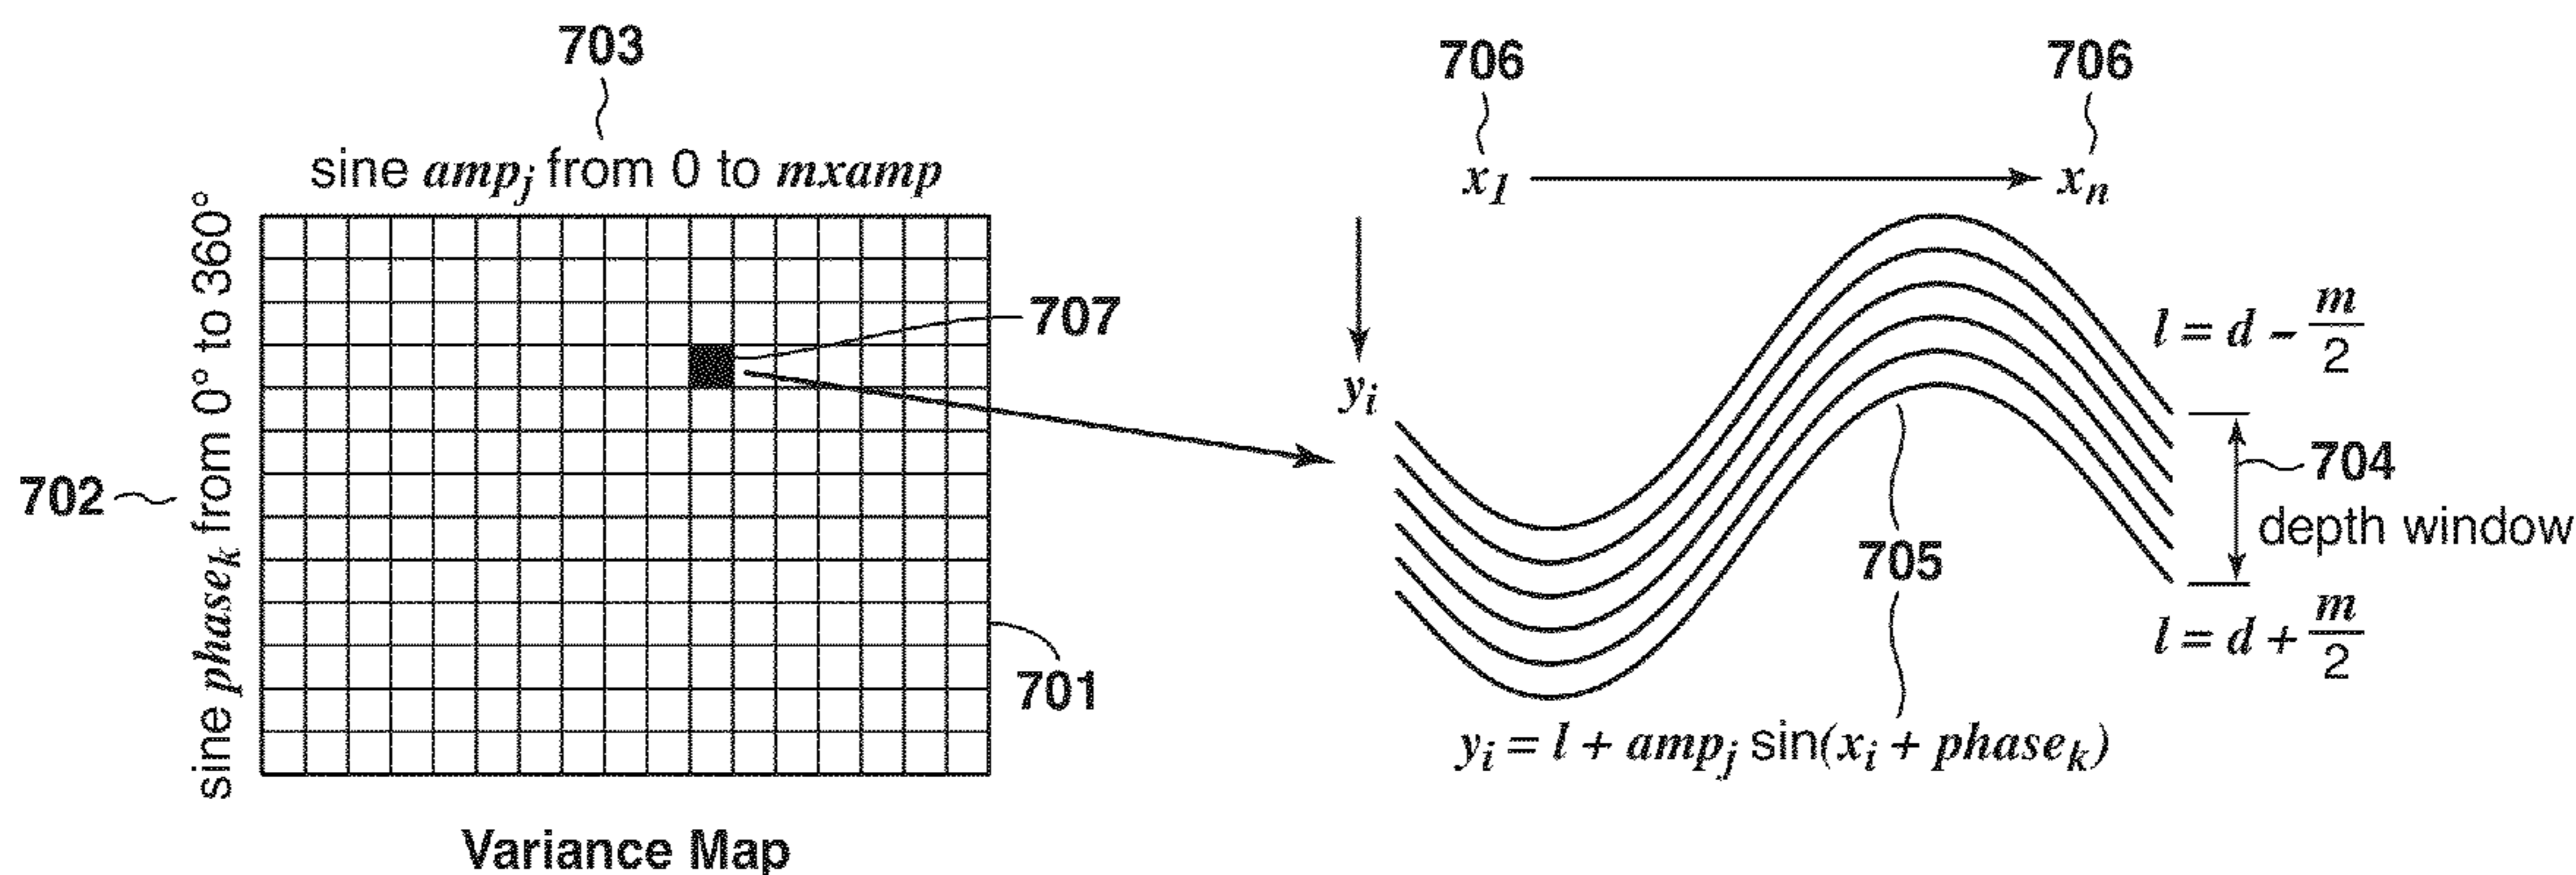 703
sine amp_j from 0 to mxamp
702
sine phase_k from 0° to 360°
707
701
Variance Map
706
706
x_1
x_n
y_i
l = d - m/2
704
depth window
l = d + m/2
705
y_i = l + amp_j sin(x_i + phase_k)